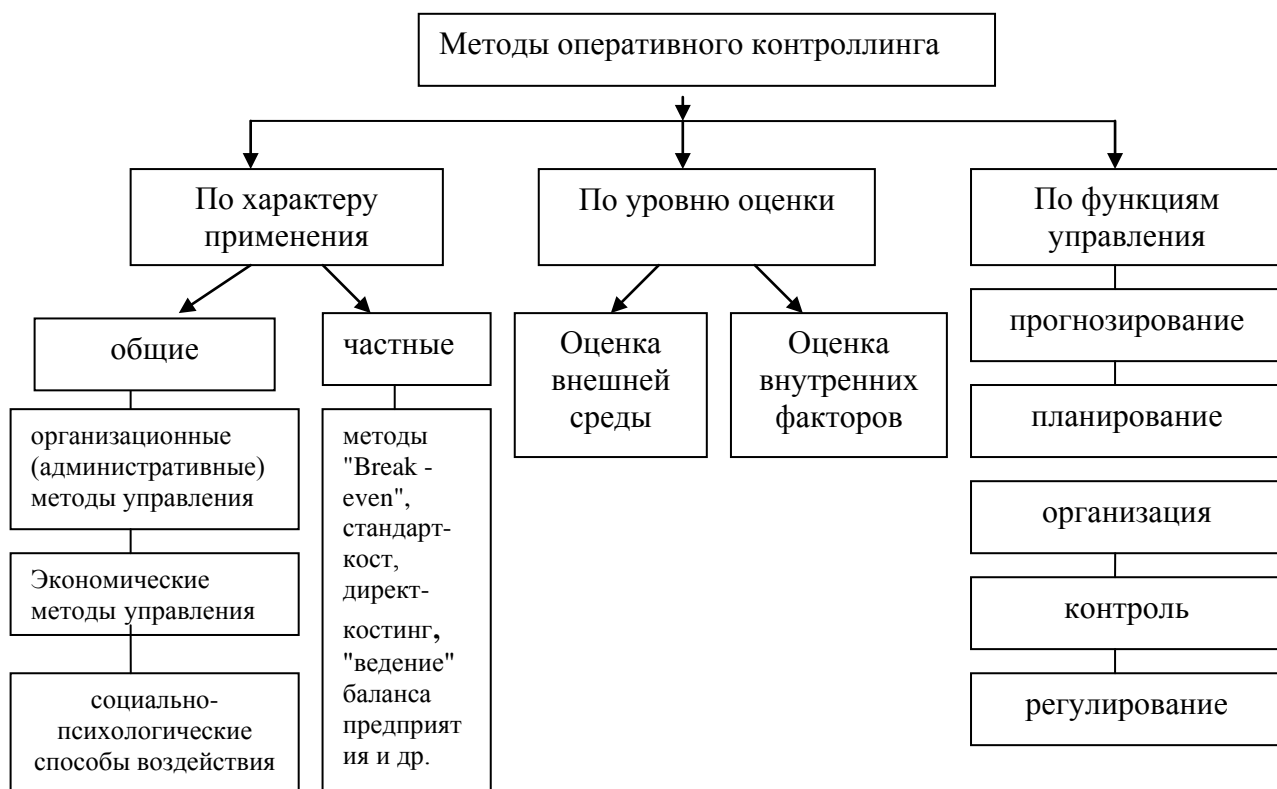 Методы оперативного контроллинга
По характеру
применения
По уровню оценки
По функциям
управления
общие
частные
Оценка
внешней
среды
Оценка
внутренних
факторов
прогнозирование
планирование
организация
контроль
регулирование
организационные
(административные)
методы управления
Экономические
методы управления
социально-
психологические
способы воздействия
методы
"Break -
even",
стандарт-
кост,
директ-
костинг,
"ведение"
баланса
предприят
ия и др.